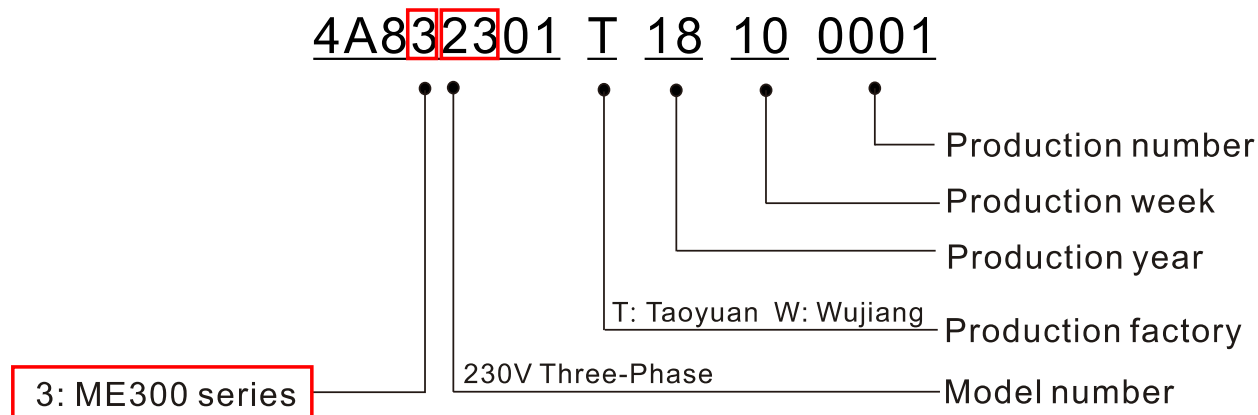 4A832301 T 18 10 0001
Production number
Production week
Production year
T: Taoyuan W: Wujiang
Production factory
230V Three-Phase
Model number
3: ME300 series